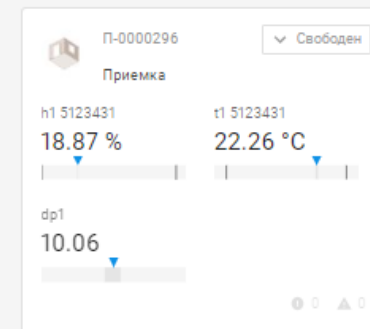 П-0000296
Свободен
Приемка
h1 5123431
t1 5123431
18.87 %
22.26 °C
dp1
10.06
0
0